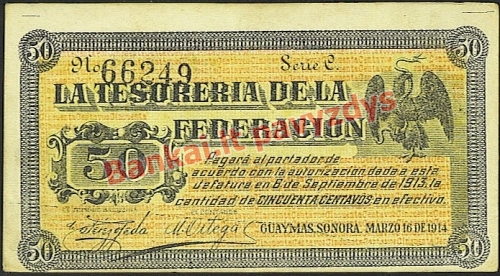 50 50
No 66249 Serie C.
LA TESORERIA DE LA
FEDERACION
50
Pagará al portador de
acuerdo con la autorización dada a esta
Jefatura en 8 de Septiembre de 1913, la
cantidad de CINCUENTA CENTAVOS en efectivo.
GUAYMAS, SONORA, MARZO 16 DE 1914
50 50
Bankai.lt pavyzdys